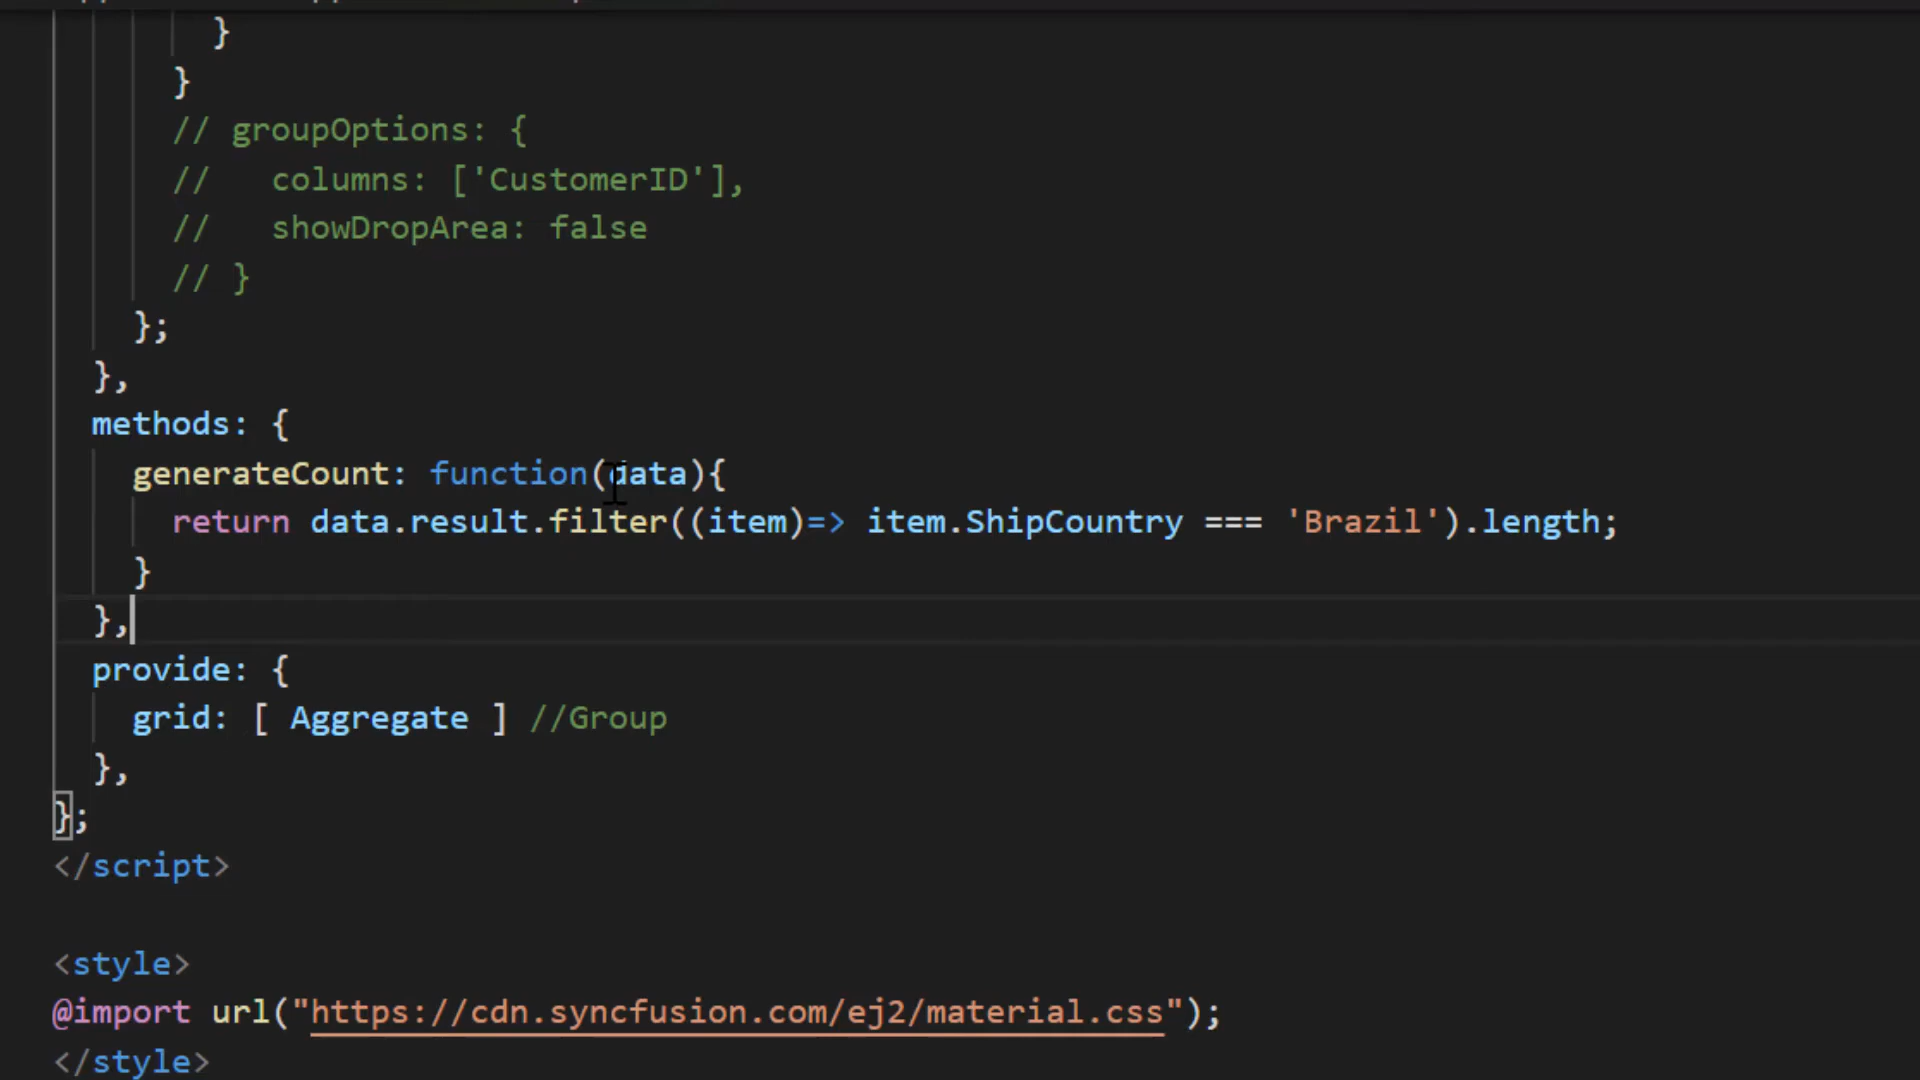 }
}
// groupOptions: {
//   columns: ['CustomerID'],
//   showDropArea: false
// }
};
},
methods: {
generateCount: function(data){
return data.result.filter((item)=> item.ShipCountry === 'Brazil').length;
}
},
provide: {
grid: [ Aggregate ] //Group
},
};
</script>
<style>
@import url("https://cdn.syncfusion.com/ej2/material.css");
</style>